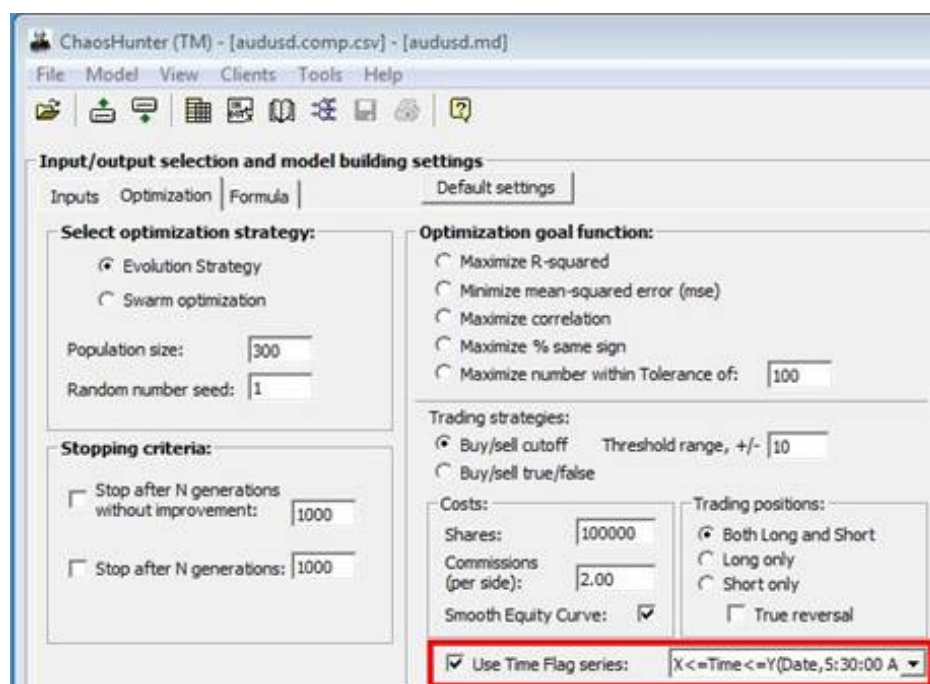 ChaosHunter (TM) - [audusd.comp.csv] - [audusd.md]
File Model View Clients Tools Help
Input/output selection and model building settings
Inputs Optimization Formula Default settings
Select optimization strategy:
Evolution Strategy
Swarm optimization
Population size: 300
Random number seed: 1
Stopping criteria:
Stop after N generations
without improvement: 1000
Stop after N generations: 1000
Optimization goal function:
Maximize R-squared
Minimize mean-squared error (mse)
Maximize correlation
Maximize % same sign
Maximize number within Tolerance of: 100
Trading strategies:
Buy/sell cutoff Threshold range, +/- 10
Buy/sell true/false
Costs:
Shares: 100000
Commissions
(per side): 2.00
Smooth Equity Curve:
Trading positions:
Both Long and Short
Long only
Short only
True reversal
Use Time Flag series: X<=Time<=Y(Date,5:30:00 A